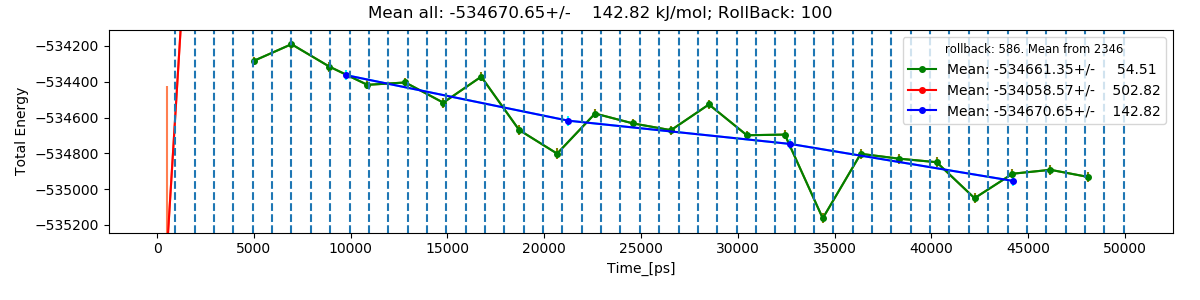 Mean all: -534670.65+/-    142.82 kJ/mol; RollBack: 100
rollback: 586. Mean from 2346
Mean: -534661.35+/-     54.51
Mean: -534058.57+/-    502.82
Mean: -534670.65+/-    142.82
Total Energy
−534200
−534400
−534600
−534800
−535000
−535200
0 5000 10000 15000 20000 25000 30000 35000 40000 45000 50000
Time_[ps]